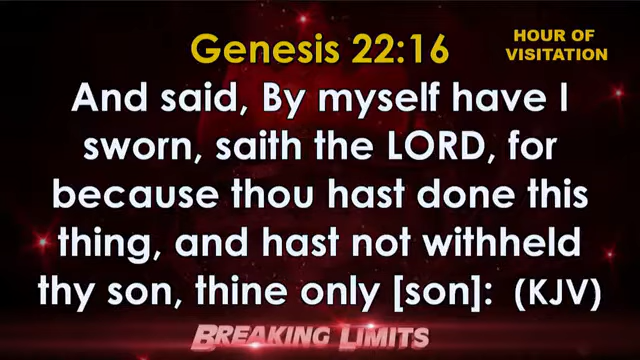 Genesis 22:16
HOUR OF
VISITATION
And said, By myself have I
sworn, saith the LORD, for
because thou hast done this
thing, and hast not withheld
thy son, thine only [son]: (KJV)
BREAKING LIMITS